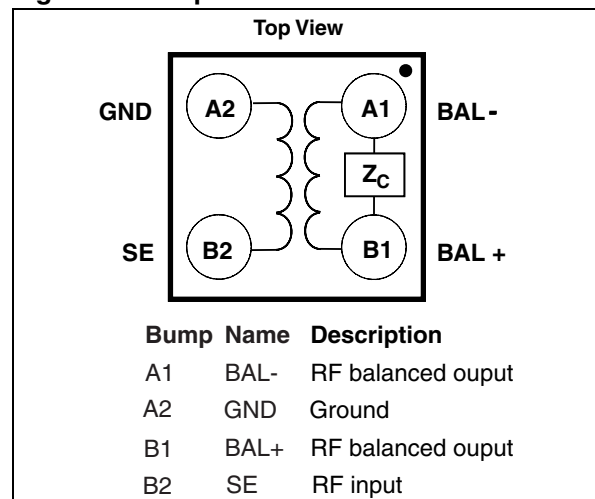 Top View
GND A2 A1 BAL-
Z_C
SE B2 B1 BAL +
Bump Name Description
A1 BAL- RF balanced ouput
A2 GND Ground
B1 BAL+ RF balanced ouput
B2 SE RF input